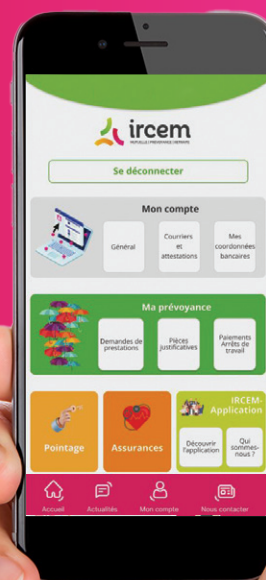 ircem
MUTUELLE | PRÉVOYANCE | RETRAITE
Se déconnecter
Mon compte
Général
Courriers
et
attestations
Mes
coordonnées
bancaires
Ma prévoyance
Demandes de
prestations
Pièces
justificatives
Paiements
Arrêts de
travail
Pointage
Assurances
IRCEM-
Application
Découvrir
l'application
Qui
sommes-
nous ?
Accueil
Actualités
Mon compte
Nous contacter